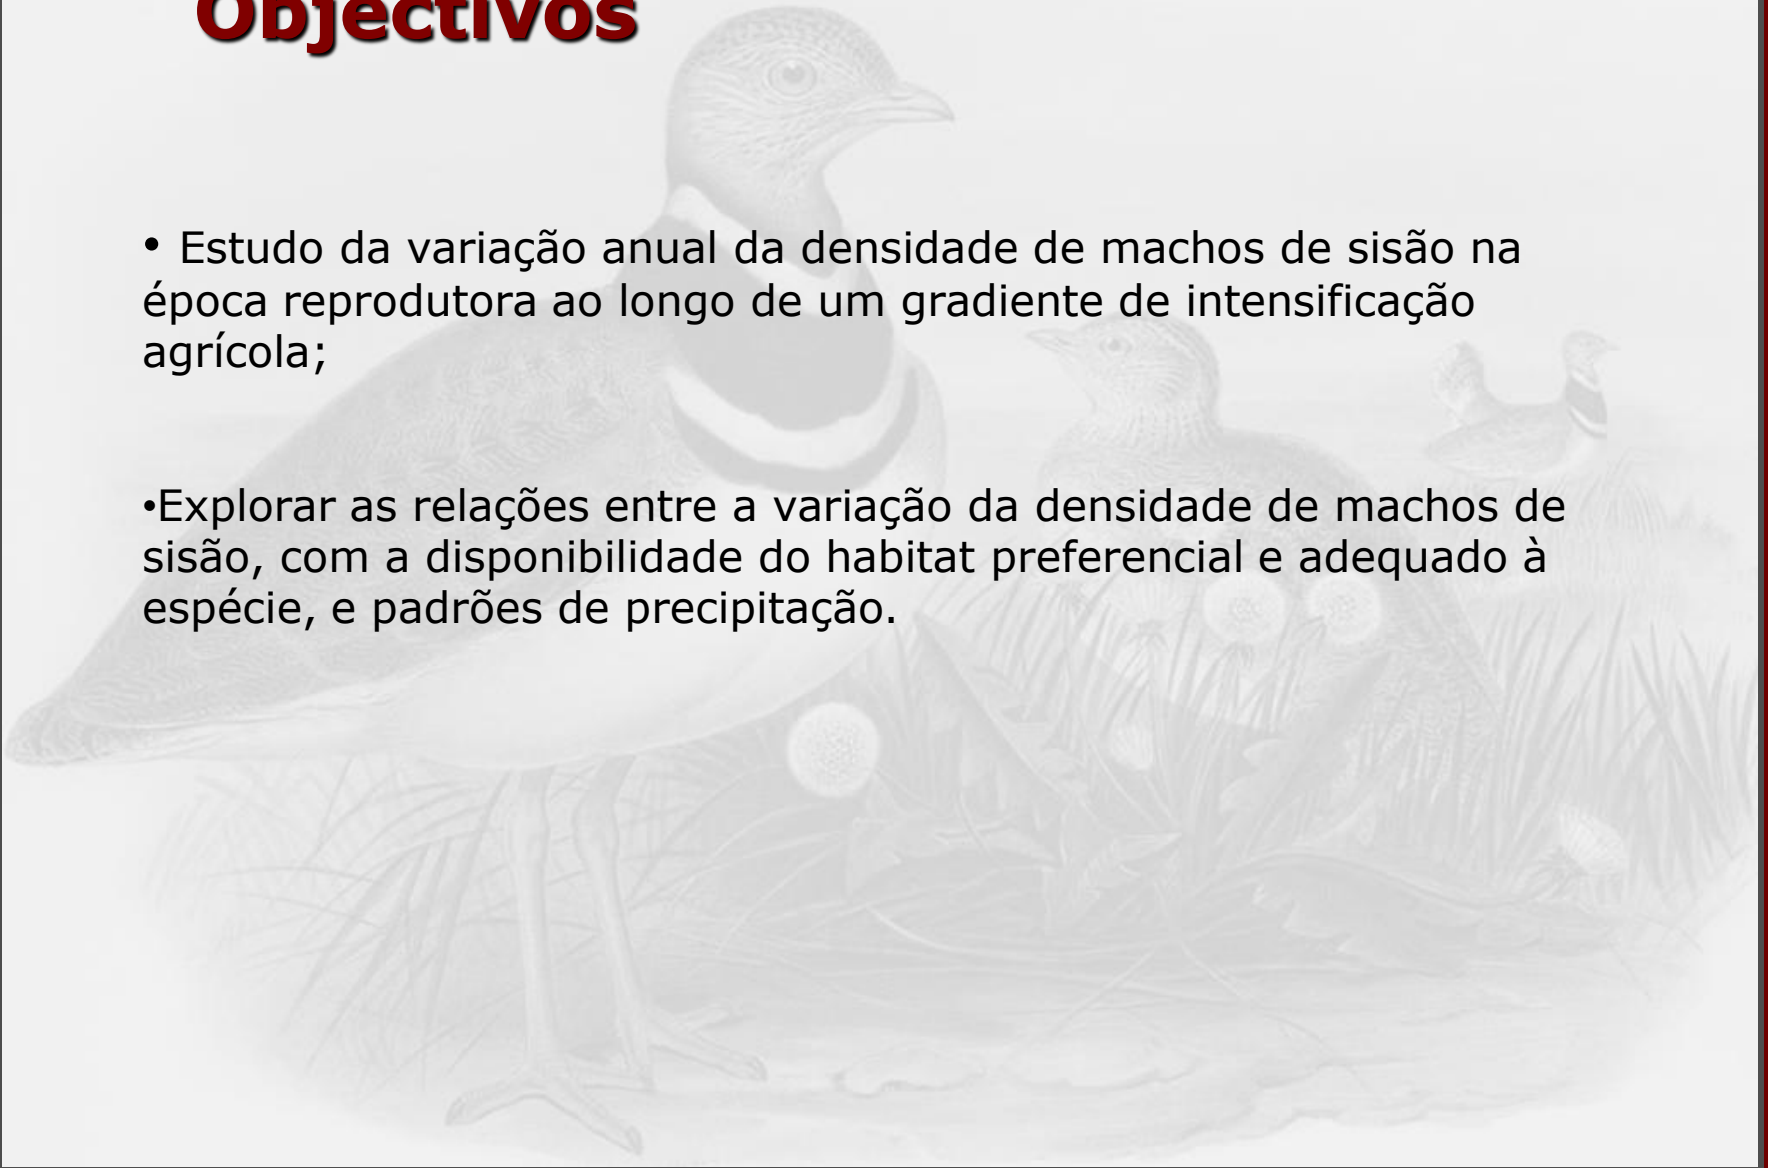 Objectivos
• Estudo da variação anual da densidade de machos de sisão na
época reprodutora ao longo de um gradiente de intensificação
agrícola;
•Explorar as relações entre a variação da densidade de machos de
sisão, com a disponibilidade do habitat preferencial e adequado à
espécie, e padrões de precipitação.